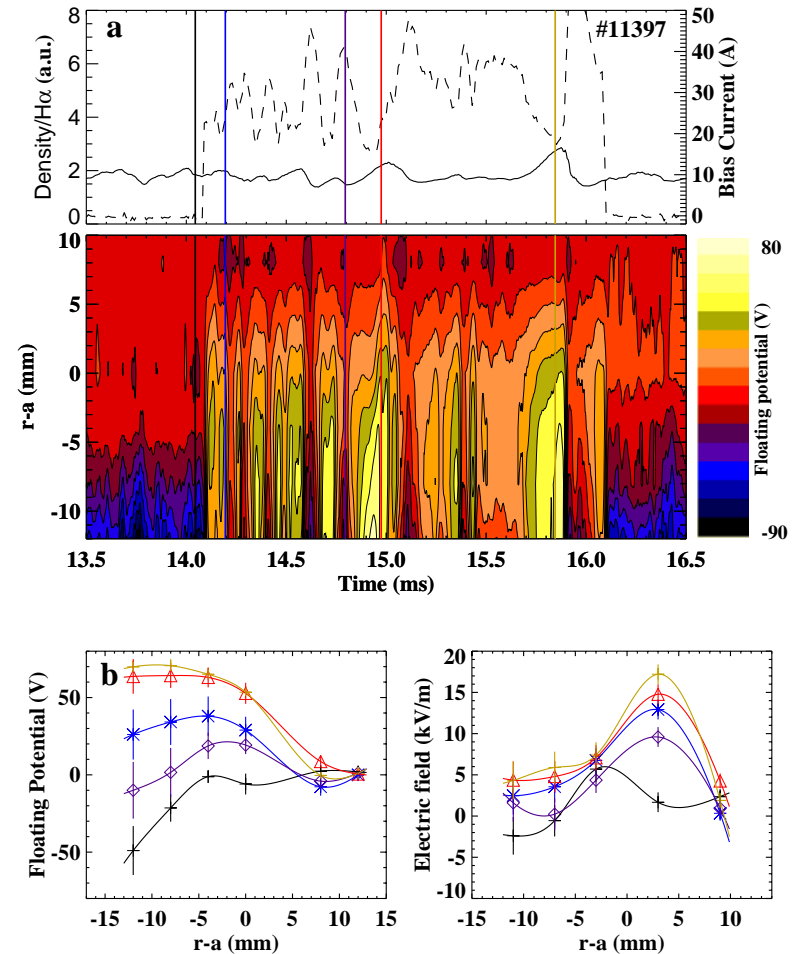 a
#11397
Density/Hα (a.u.)
8
6
4
2
0
Bias Current (A)
50
40
30
20
10
0
r-a (mm)
10
5
0
-5
-10
80
-90
Floating potential (V)
13.5 14.0 14.5 15.0 15.5 16.0 16.5
Time (ms)
b
Floating Potential (V)
50
0
-50
-15 -10 -5 0 5 10 15
r-a (mm)
Electric field (kV/m)
20
15
10
5
0
-5
-10
-15 -10 -5 0 5 10
r-a (mm)